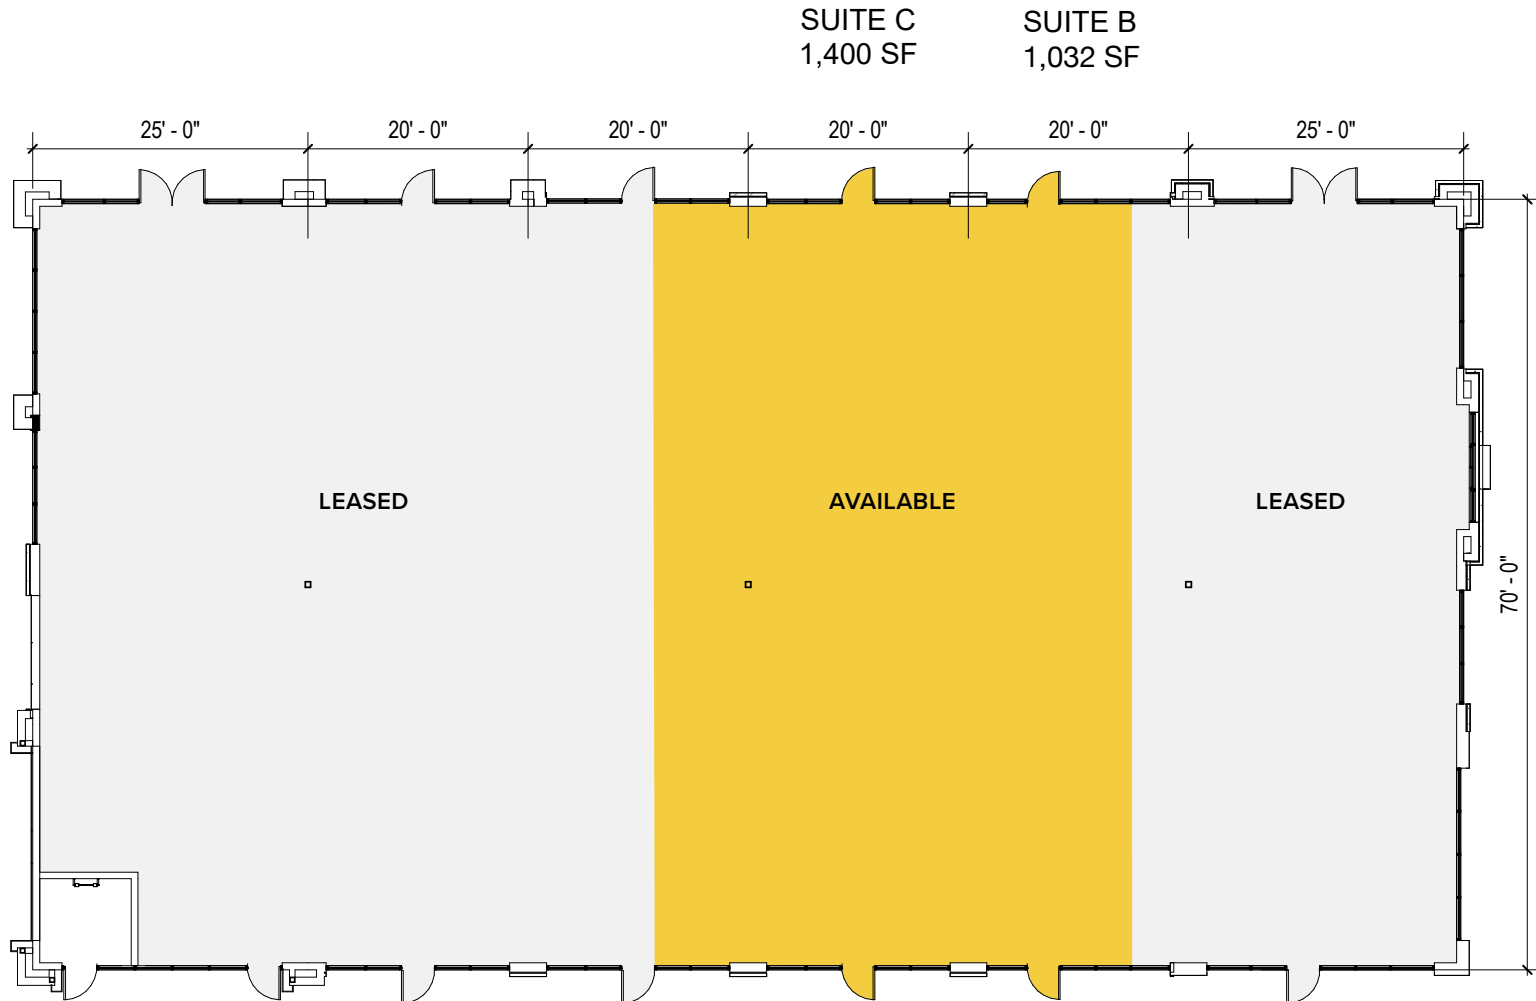 SUITE C
1,400 SF
SUITE B
1,032 SF
25' - 0"
20' - 0"
20' - 0"
20' - 0"
20' - 0"
25' - 0"
LEASED
AVAILABLE
LEASED
70' - 0"